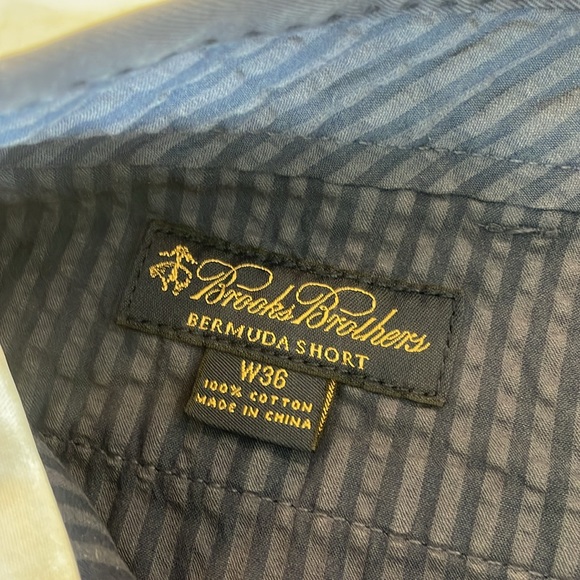 Brooks Brothers
BERMUDA SHORT
W36
100% COTTON
MADE IN CHINA